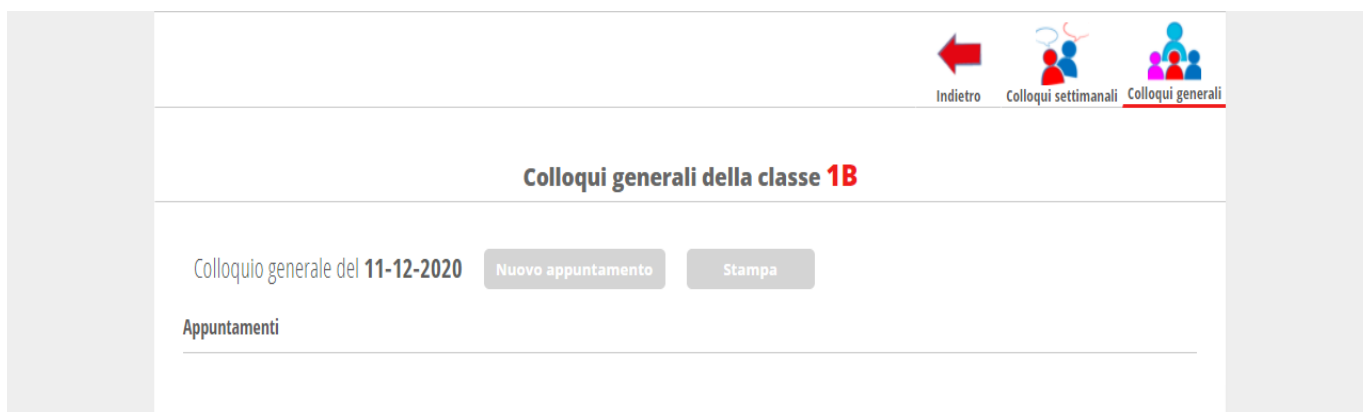 Indietro Colloqui settimanali Colloqui generali
Colloqui generali della classe 1B
Colloquio generale del 11-12-2020 Nuovo appuntamento Stampa
Appuntamenti